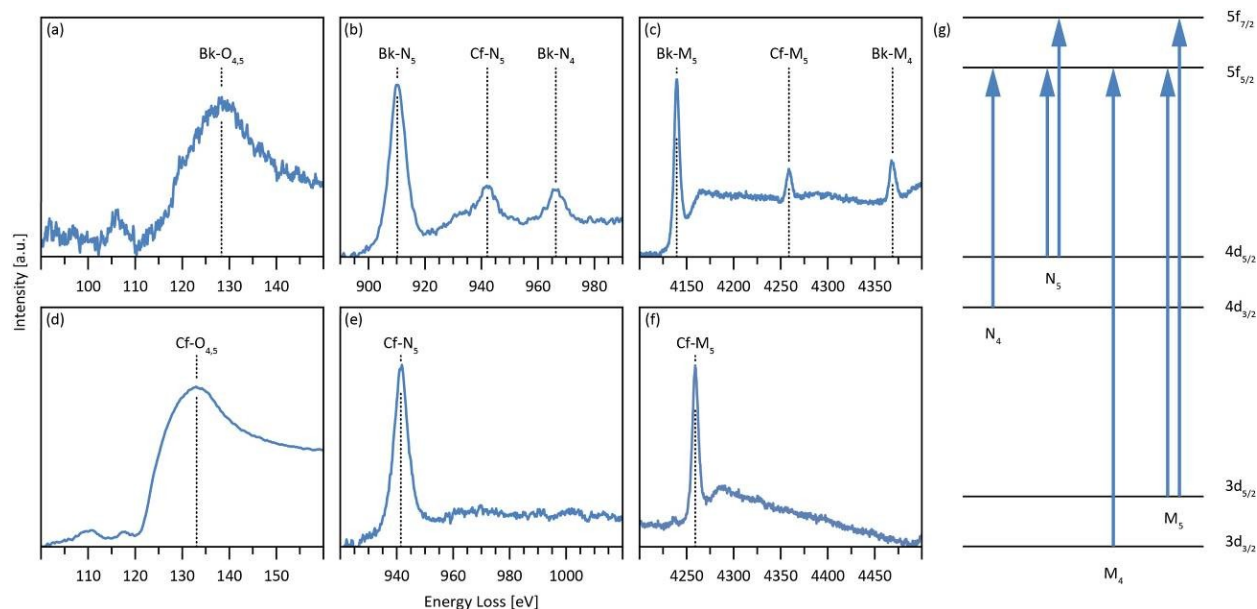 (a)
Bk-O4,5
100 110 120 130 140
(b)
Bk-N5 Cf-N5 Bk-N4
900 920 940 960 980
(c)
Bk-M5 Cf-M5 Bk-M4
4150 4200 4250 4300 4350
(d)
Cf-O4,5
110 120 130 140 150
(e)
Cf-N5
940 960 980 1000
(f)
Cf-M5
4250 4300 4350 4400 4450
Intensity [a.u.]
Energy Loss [eV]
(g)
5f7/2
5f5/2
4d5/2
N5
4d3/2
N4
3d5/2
M5
3d3/2
M4